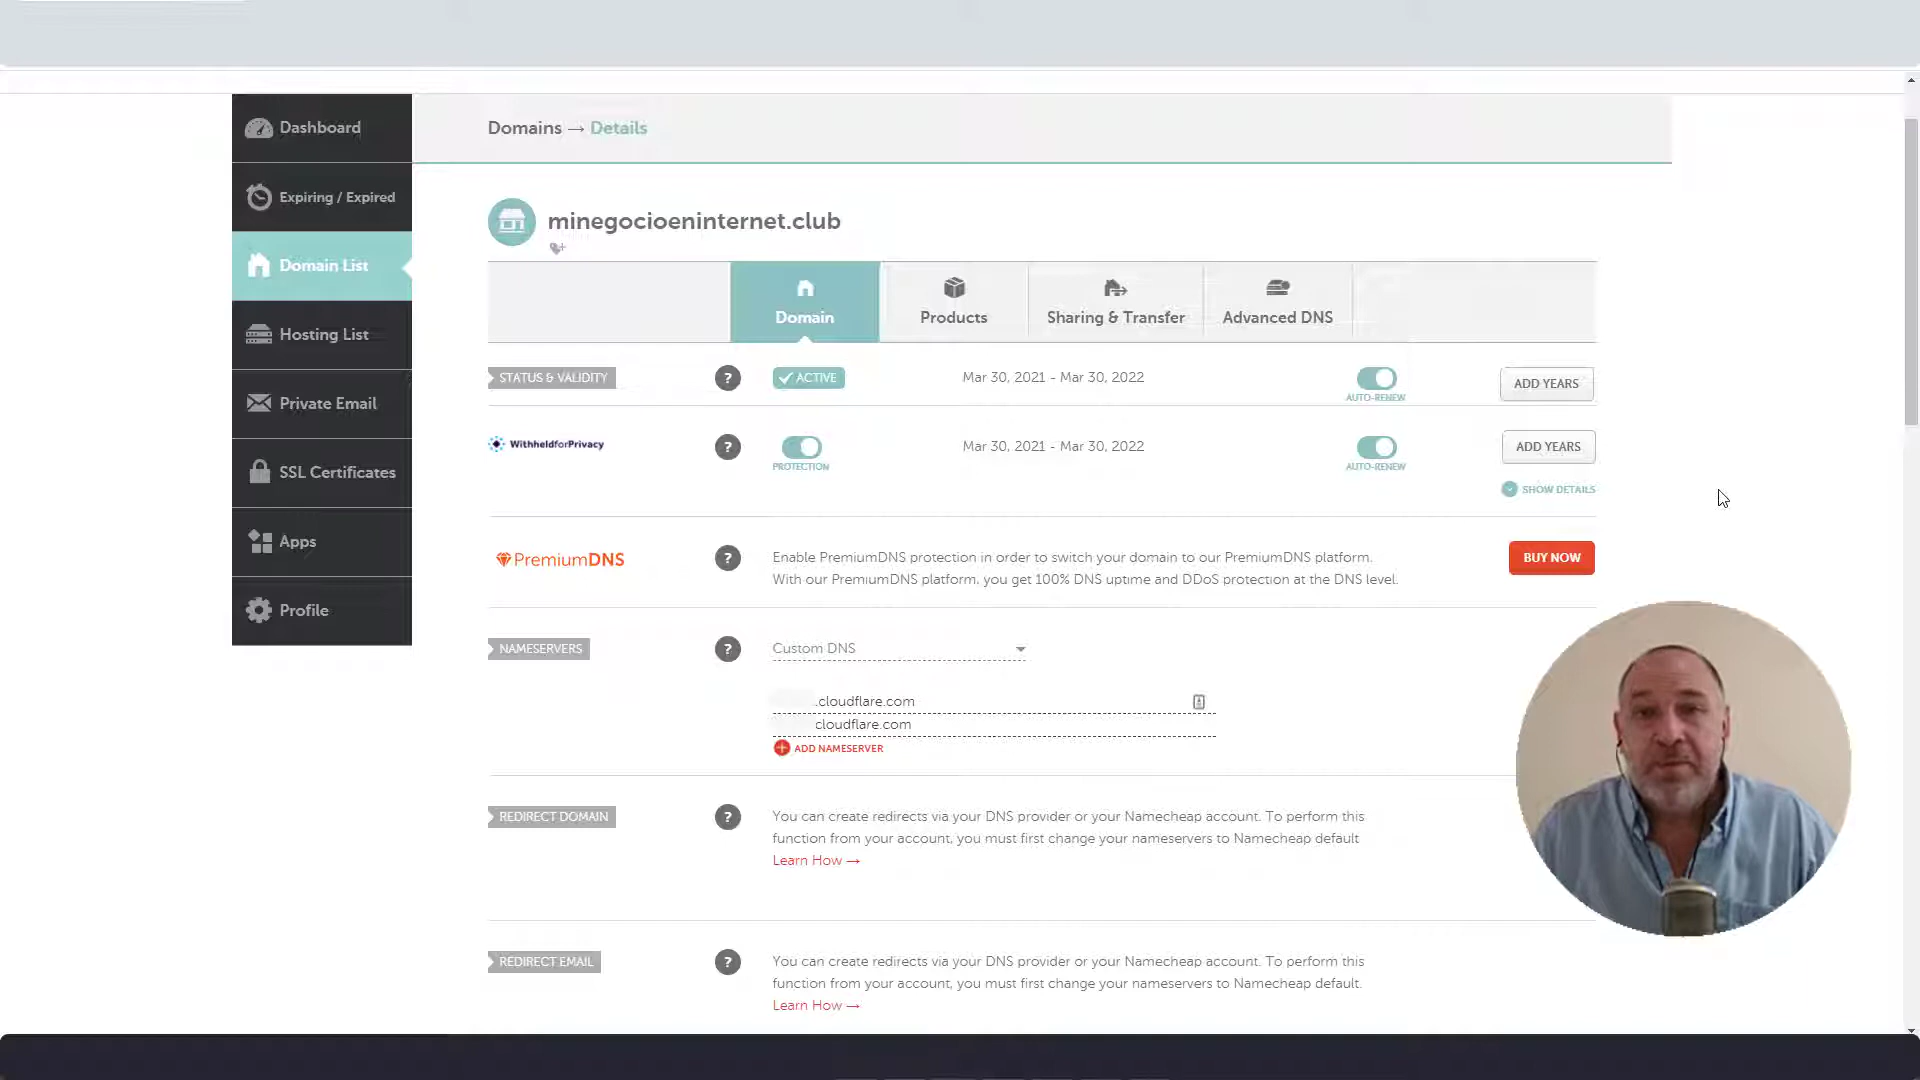 Dashboard
Expiring / Expired
Domain List
Hosting List
Private Email
SSL Certificates
Apps
Profile
Domains → Details
minegocioeninternet.club
Domain
Products
Sharing & Transfer
Advanced DNS
STATUS & VALIDITY
?
ACTIVE
Mar 30, 2021 - Mar 30, 2022
AUTO-RENEW
ADD YEARS
WithheldforPrivacy
?
PROTECTION
Mar 30, 2021 - Mar 30, 2022
AUTO-RENEW
ADD YEARS
SHOW DETAILS
PremiumDNS
?
Enable PremiumDNS protection in order to switch your domain to our PremiumDNS platform.
With our PremiumDNS platform, you get 100% DNS uptime and DDoS protection at the DNS level.
BUY NOW
NAMESERVERS
?
Custom DNS
.cloudflare.com
cloudflare.com
ADD NAMESERVER
REDIRECT DOMAIN
?
You can create redirects via your DNS provider or your Namecheap account. To perform this
function from your account, you must first change your nameservers to Namecheap default
Learn How →
REDIRECT EMAIL
?
You can create redirects via your DNS provider or your Namecheap account. To perform this
function from your account, you must first change your nameservers to Namecheap default.
Learn How →